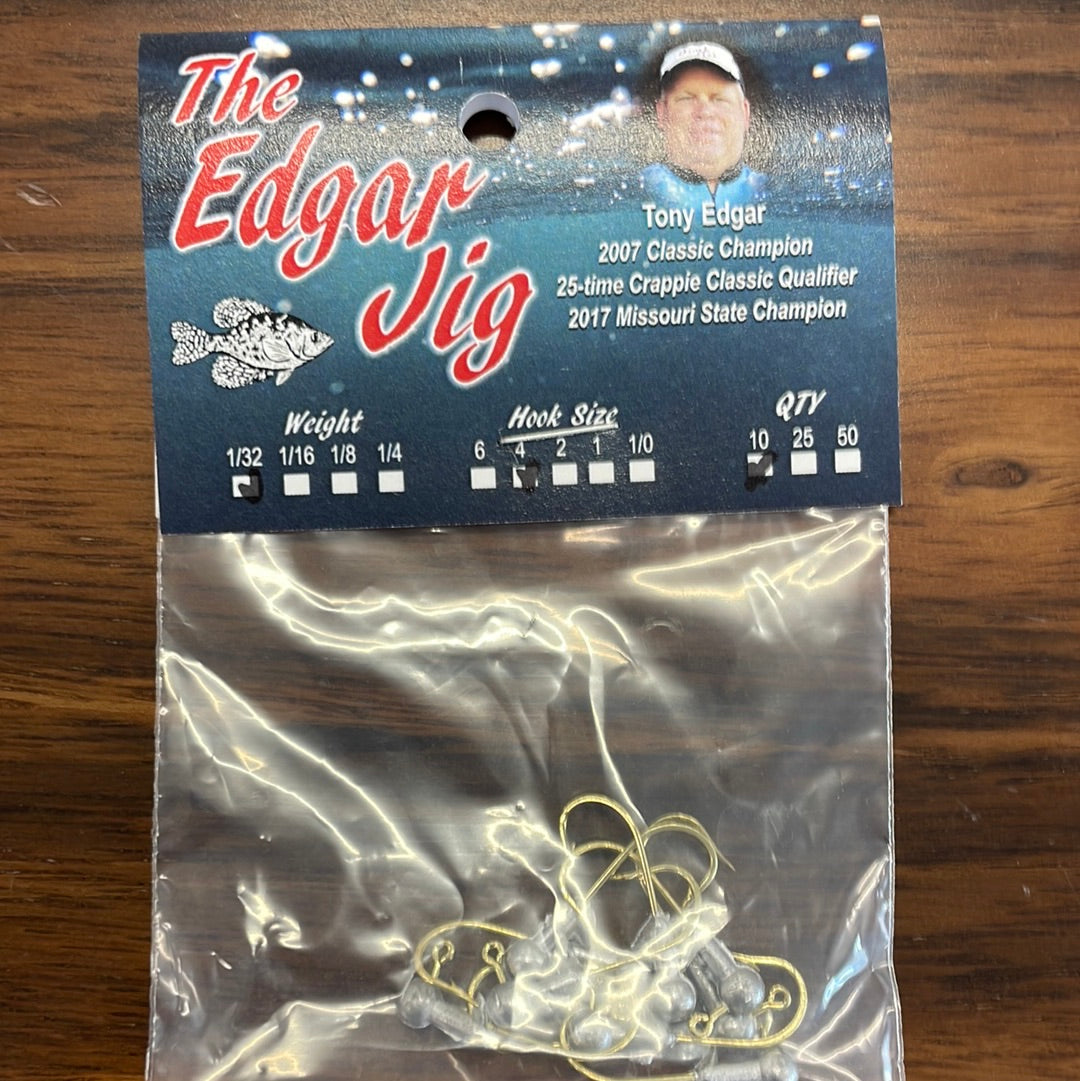 The
Edgar
Jig
Tony Edgar
2007 Classic Champion
25-time Crappie Classic Qualifier
2017 Missouri State Champion
Weight
1/32 1/16 1/8 1/4
Hook Size
6 4 2 1 1/0
QTY
10 25 50